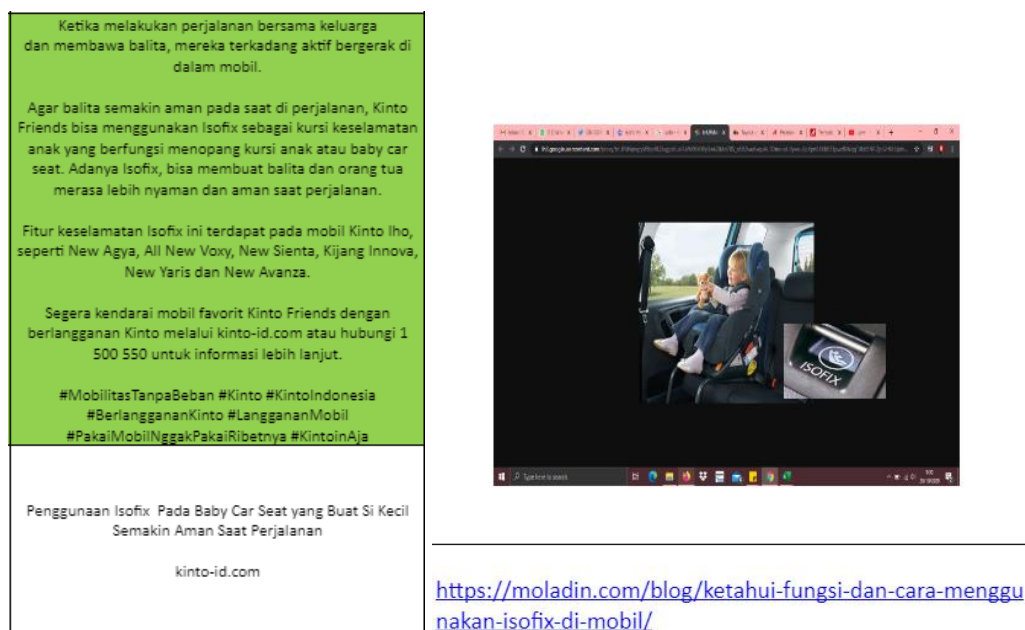 Ketika melakukan perjalanan bersama keluarga
dan membawa balita, mereka terkadang aktif bergerak di
dalam mobil.
Agar balita semakin aman pada saat di perjalanan, Kinto
Friends bisa menggunakan Isofix sebagai kursi keselamatan
anak yang berfungsi menopang kursi anak atau baby car
seat. Adanya Isofix, bisa membuat balita dan orang tua
merasa lebih nyaman dan aman saat perjalanan.
Fitur keselamatan Isofix ini terdapat pada mobil Kinto lho,
seperti New Agya, All New Voxy, New Sienta, Kijang Innova,
New Yaris dan New Avanza.
Segera kendarai mobil favorit Kinto Friends dengan
berlangganan Kinto melalui kinto-id.com atau hubungi 1
500 550 untuk informasi lebih lanjut.
#MobilitasTanpaBeban #Kinto #KintoIndonesia
#BerlanggananKinto #LanggananMobil
#PakaiMobilNggakPakaiRibetnya #KintoinAja
Penggunaan Isofix Pada Baby Car Seat yang Buat Si Kecil
Semakin Aman Saat Perjalanan
kinto-id.com
ISOFIX
Type here to search
https://moladin.com/blog/ketahui-fungsi-dan-cara-menggu
nakan-isofix-di-mobil/